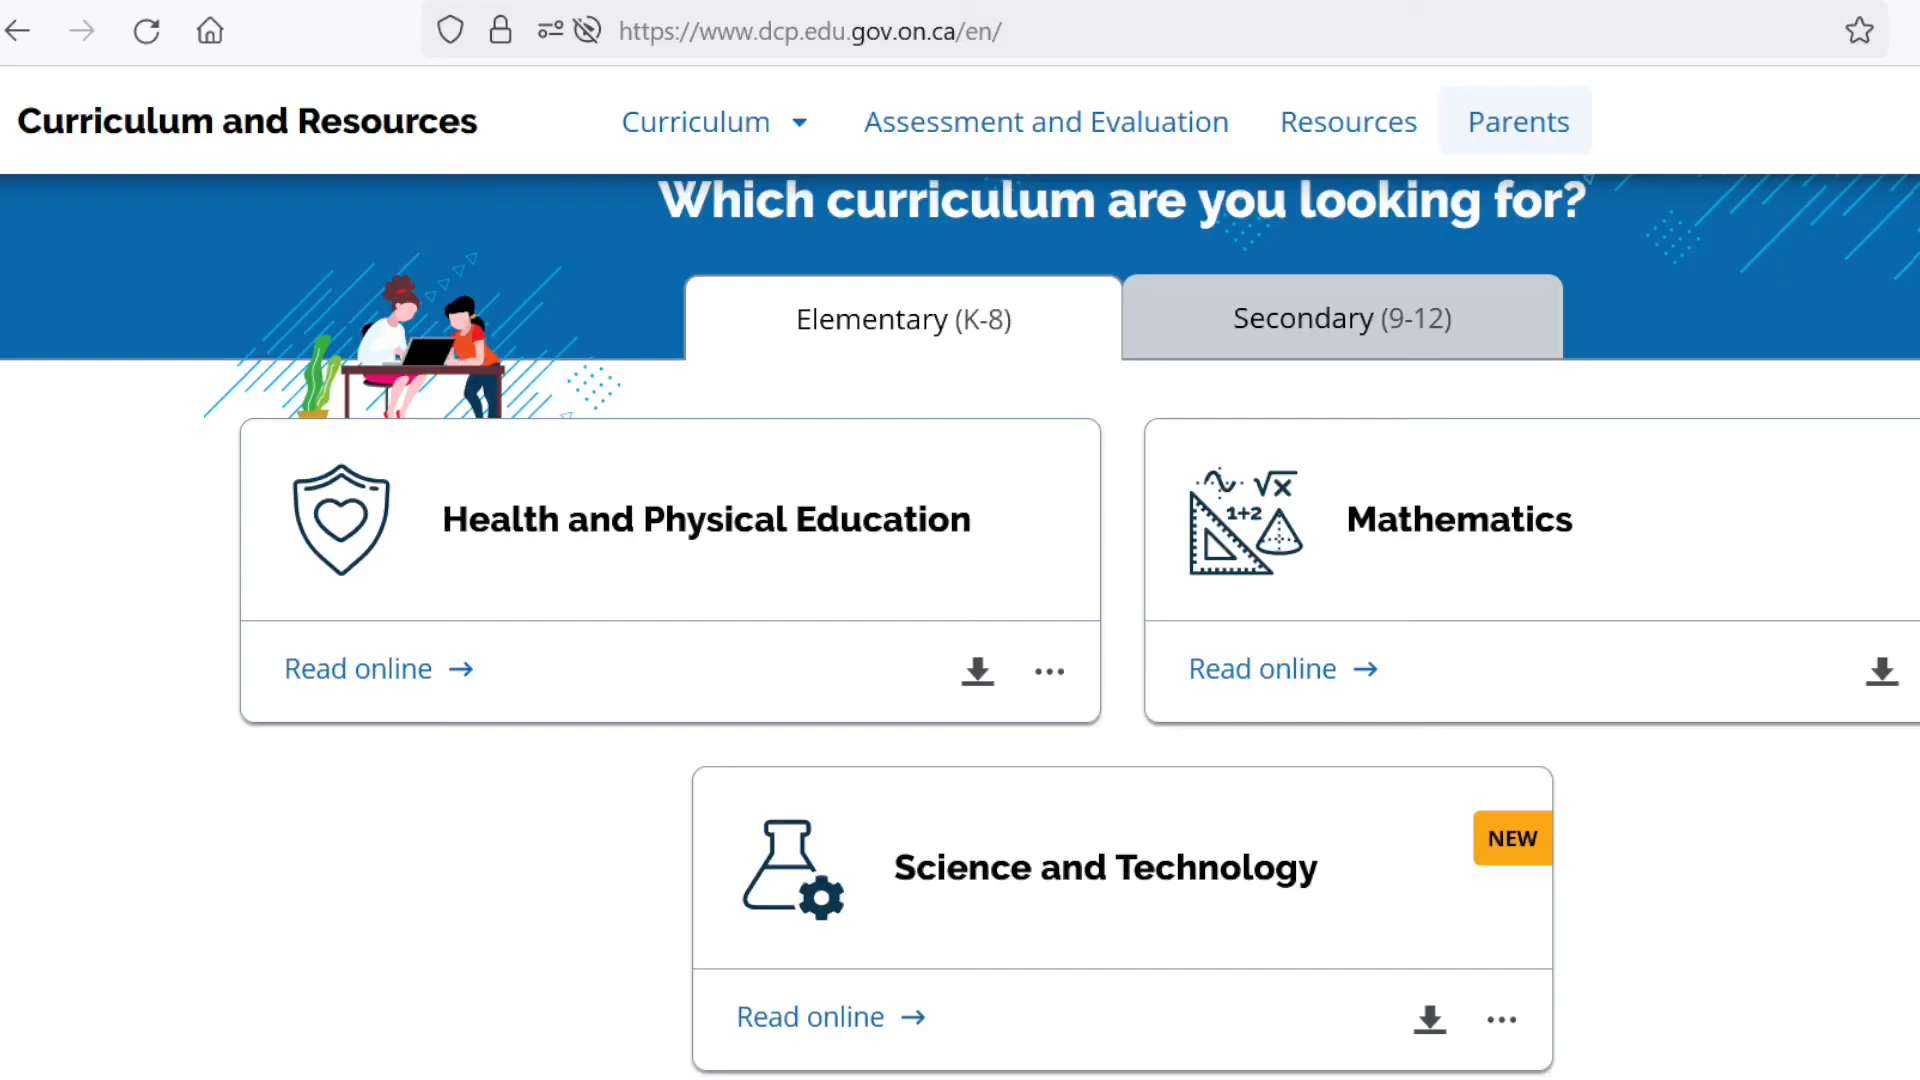 https://www.dcp.edu.gov.on.ca/en/
Curriculum and Resources
Curriculum
Assessment and Evaluation
Resources
Parents
Which curriculum are you looking for?
Elementary (K-8)
Secondary (9-12)
Health and Physical Education
√x
1+2
Mathematics
Read online →
Read online →
NEW
Science and Technology
Read online →